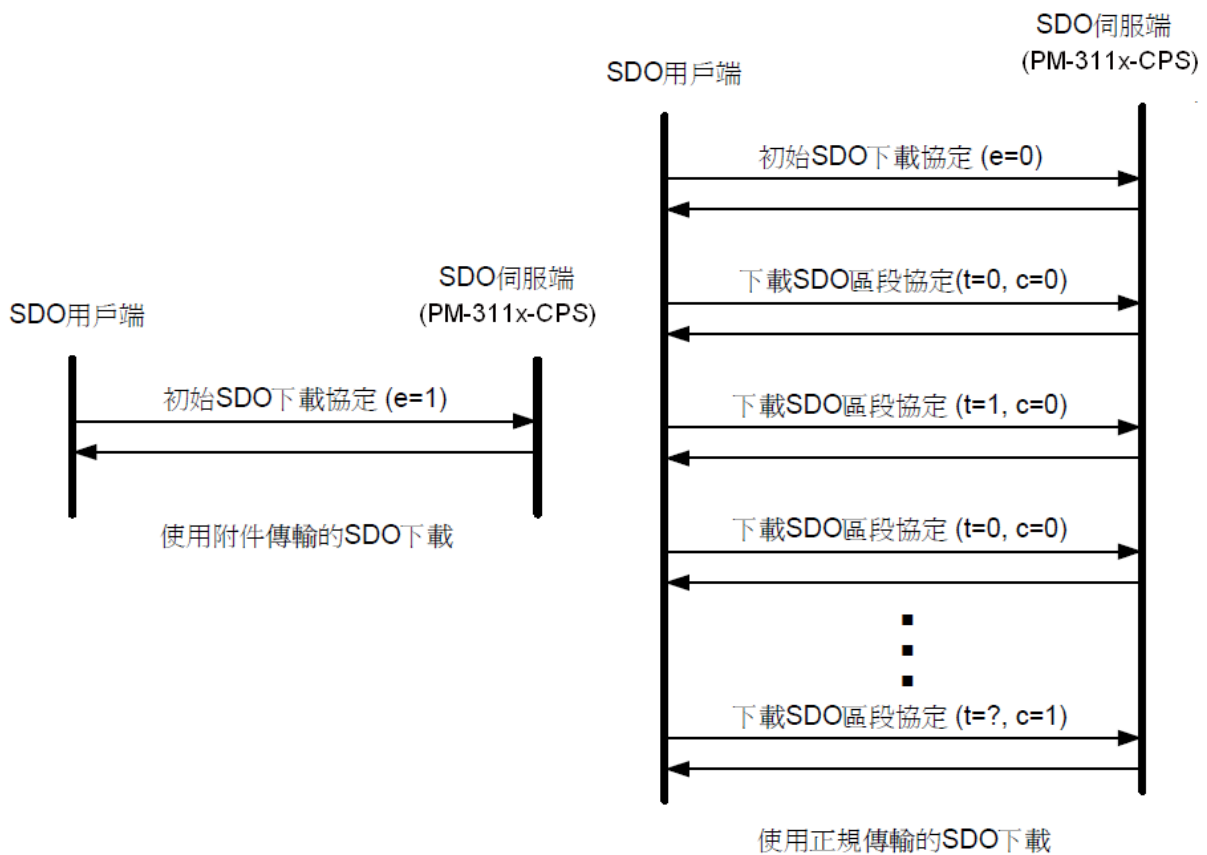 SDO用戶端
SDO伺服端
(PM-311x-CPS)
初始SDO下載協定 (e=1)
使用附件傳輸的SDO下載
SDO用戶端
SDO伺服端
(PM-311x-CPS)
初始SDO下載協定 (e=0)
下載SDO區段協定(t=0, c=0)
下載SDO區段協定 (t=1, c=0)
下載SDO區段協定 (t=0, c=0)
下載SDO區段協定 (t=?, c=1)
使用正規傳輸的SDO下載